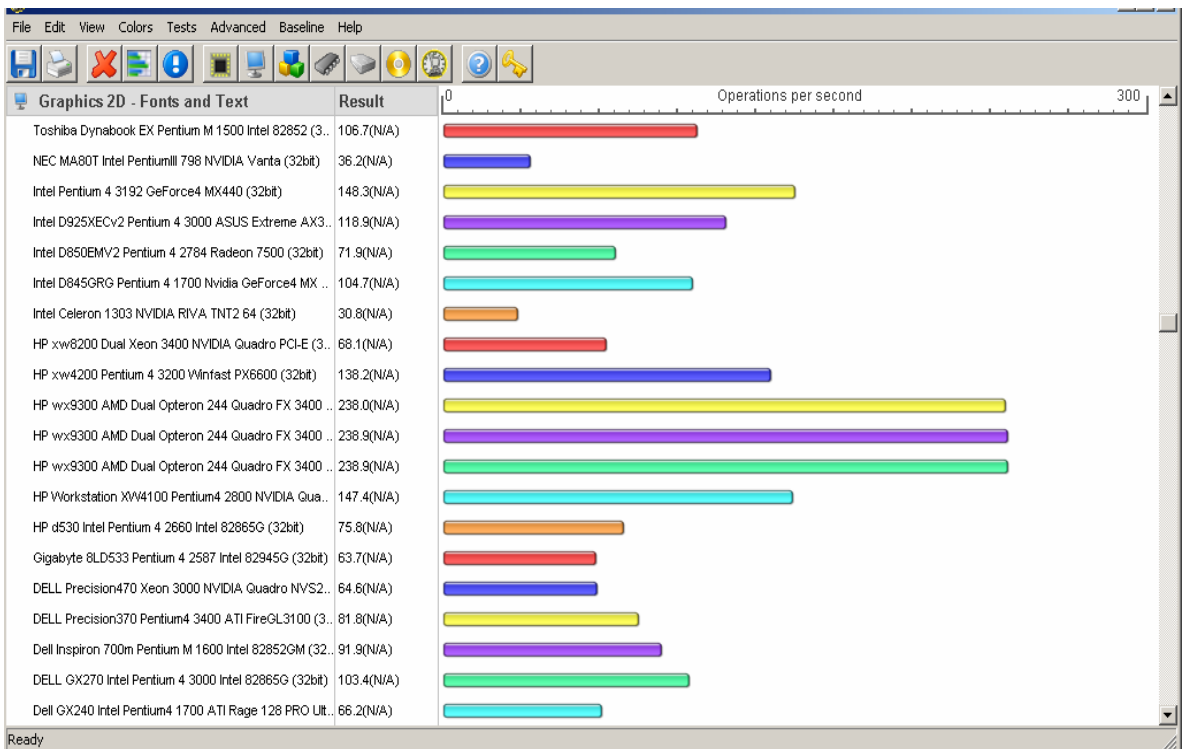 File Edit View Colors Tests Advanced Baseline Help
Graphics 2D - Fonts and Text Result 0 Operations per second 300
Toshiba Dynabook EX Pentium M 1500 Intel 82852 (3.. 106.7(N/A)
NEC MA80T Intel PentiumIII 798 NVIDIA Vanta (32bit) 36.2(N/A)
Intel Pentium 4 3192 GeForce4 MX440 (32bit) 148.3(N/A)
Intel D925XECv2 Pentium 4 3000 ASUS Extreme AX3.. 118.9(N/A)
Intel D850EMV2 Pentium 4 2784 Radeon 7500 (32bit) 71.9(N/A)
Intel D845GRG Pentium 4 1700 Nvidia GeForce4 MX .. 104.7(N/A)
Intel Celeron 1303 NVIDIA RIVA TNT2 64 (32bit) 30.8(N/A)
HP xw8200 Dual Xeon 3400 NVIDIA Quadro PCI-E (3.. 68.1(N/A)
HP xw4200 Pentium 4 3200 Winfast PX6600 (32bit) 138.2(N/A)
HP wx9300 AMD Dual Opteron 244 Quadro FX 3400 .. 238.0(N/A)
HP wx9300 AMD Dual Opteron 244 Quadro FX 3400 .. 238.9(N/A)
HP wx9300 AMD Dual Opteron 244 Quadro FX 3400 .. 238.9(N/A)
HP Workstation XW4100 Pentium4 2800 NVIDIA Qua.. 147.4(N/A)
HP d530 Intel Pentium 4 2660 Intel 82865G (32bit) 75.8(N/A)
Gigabyte 8LD533 Pentium 4 2587 Intel 82945G (32bit) 63.7(N/A)
DELL Precision470 Xeon 3000 NVIDIA Quadro NVS2.. 64.6(N/A)
DELL Precision370 Pentium4 3400 ATI FireGL3100 (3.. 81.8(N/A)
Dell Inspiron 700m Pentium M 1600 Intel 82852GM (32.. 91.9(N/A)
DELL GX270 Intel Pentium 4 3000 Intel 82865G (32bit) 103.4(N/A)
Dell GX240 Intel Pentium4 1700 ATI Rage 128 PRO Ult.. 66.2(N/A)
Ready